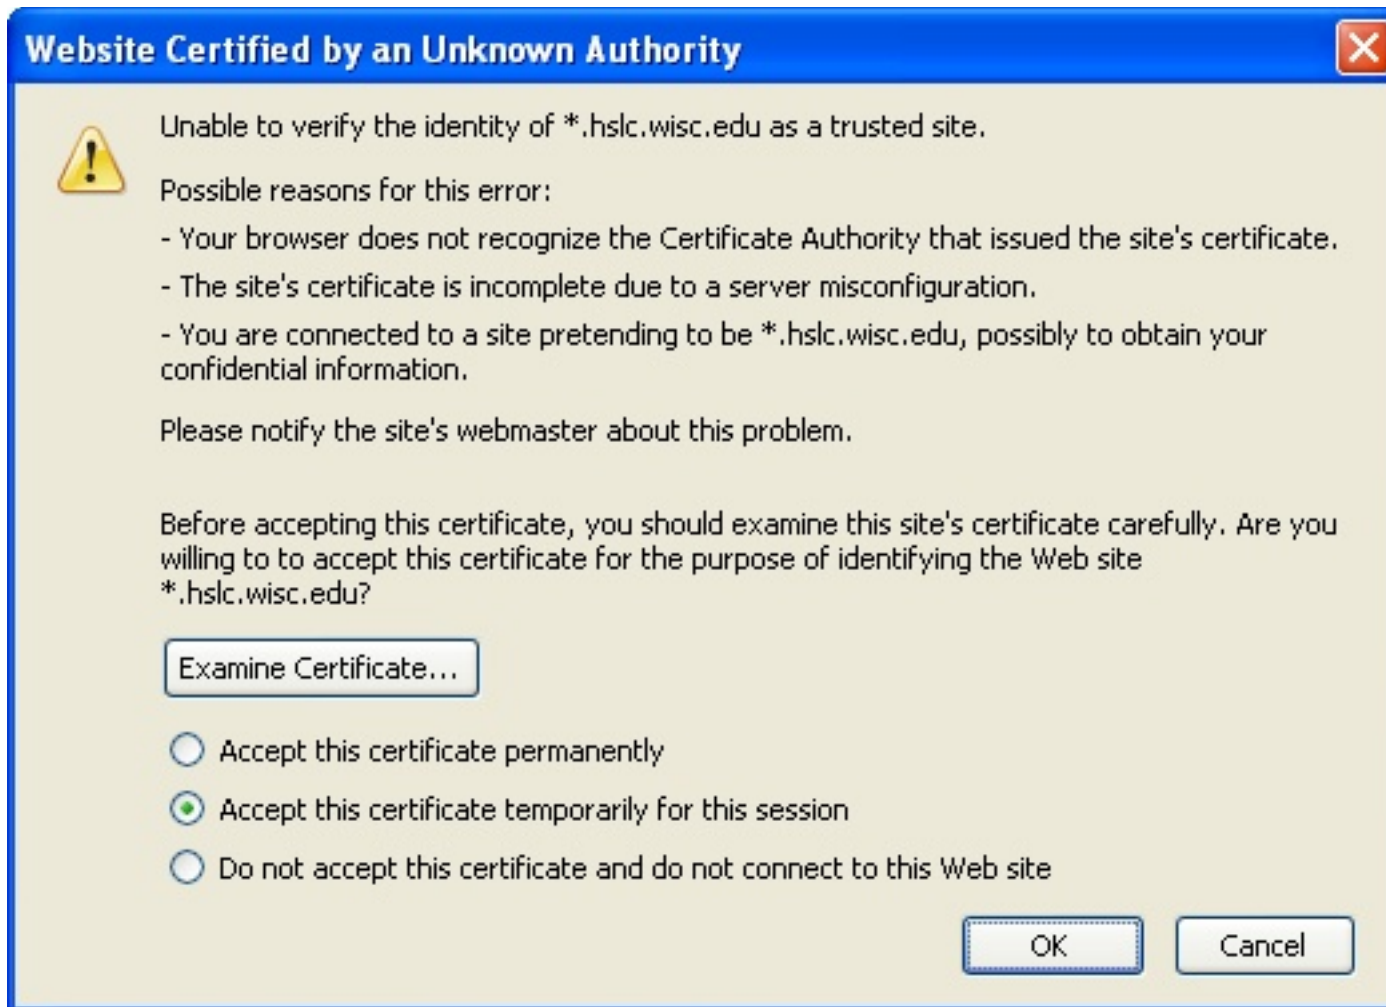 Website Certified by an Unknown Authority
Unable to verify the identity of *.hslc.wisc.edu as a trusted site.
Possible reasons for this error:
- Your browser does not recognize the Certificate Authority that issued the site's certificate.
- The site's certificate is incomplete due to a server misconfiguration.
- You are connected to a site pretending to be *.hslc.wisc.edu, possibly to obtain your
confidential information.
Please notify the site's webmaster about this problem.
Before accepting this certificate, you should examine this site's certificate carefully. Are you
willing to to accept this certificate for the purpose of identifying the Web site
*.hslc.wisc.edu?
Examine Certificate...
Accept this certificate permanently
Accept this certificate temporarily for this session
Do not accept this certificate and do not connect to this Web site
OK Cancel